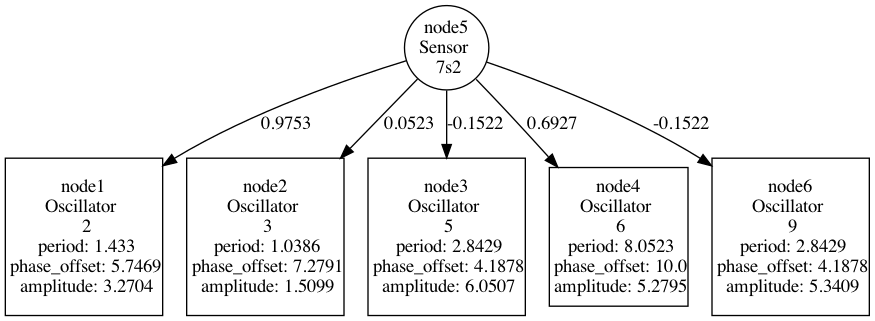 node5
Sensor
7s2
0.9753
0.0523
-0.1522
0.6927
-0.1522
node1
Oscillator
2
period: 1.433
phase_offset: 5.7469
amplitude: 3.2704
node2
Oscillator
3
period: 1.0386
phase_offset: 7.2791
amplitude: 1.5099
node3
Oscillator
5
period: 2.8429
phase_offset: 4.1878
amplitude: 6.0507
node4
Oscillator
6
period: 8.0523
phase_offset: 10.0
amplitude: 5.2795
node6
Oscillator
9
period: 2.8429
phase_offset: 4.1878
amplitude: 5.3409